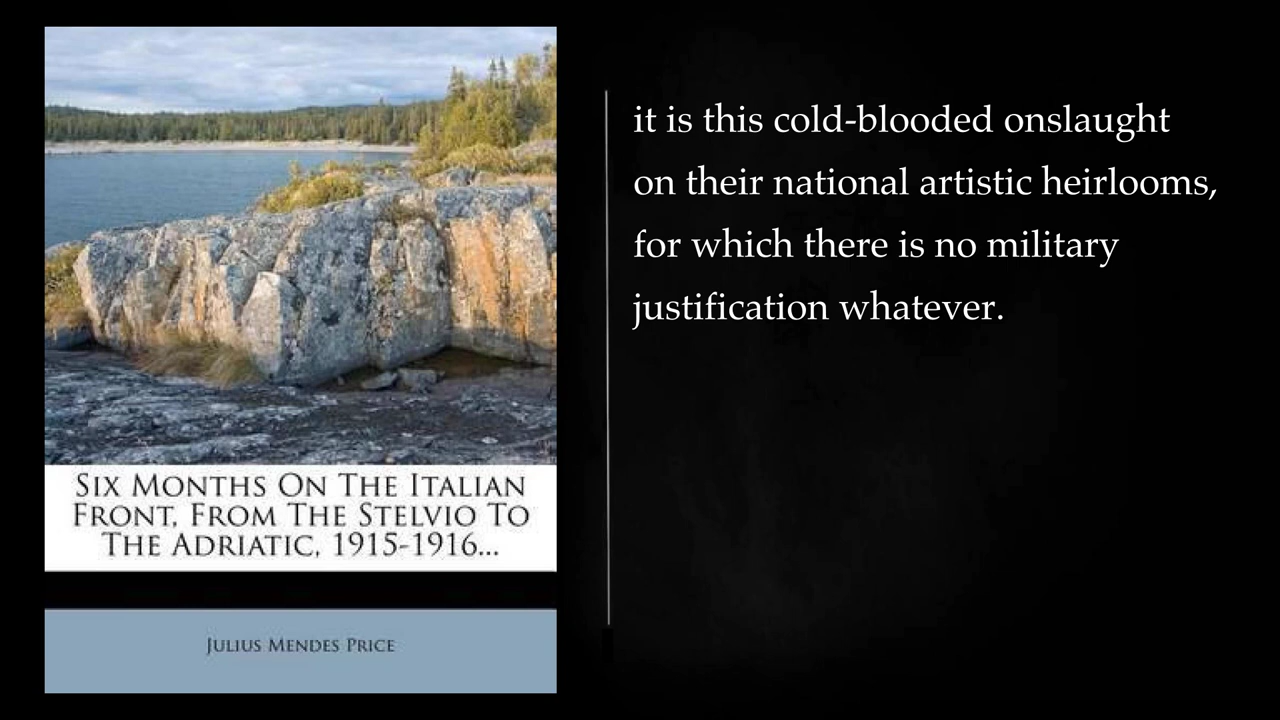 Six Months On The Italian
Front, From The Stelvio To
The Adriatic, 1915-1916...
Julius Mendes Price
it is this cold-blooded onslaught
on their national artistic heirlooms,
for which there is no military
justification whatever.